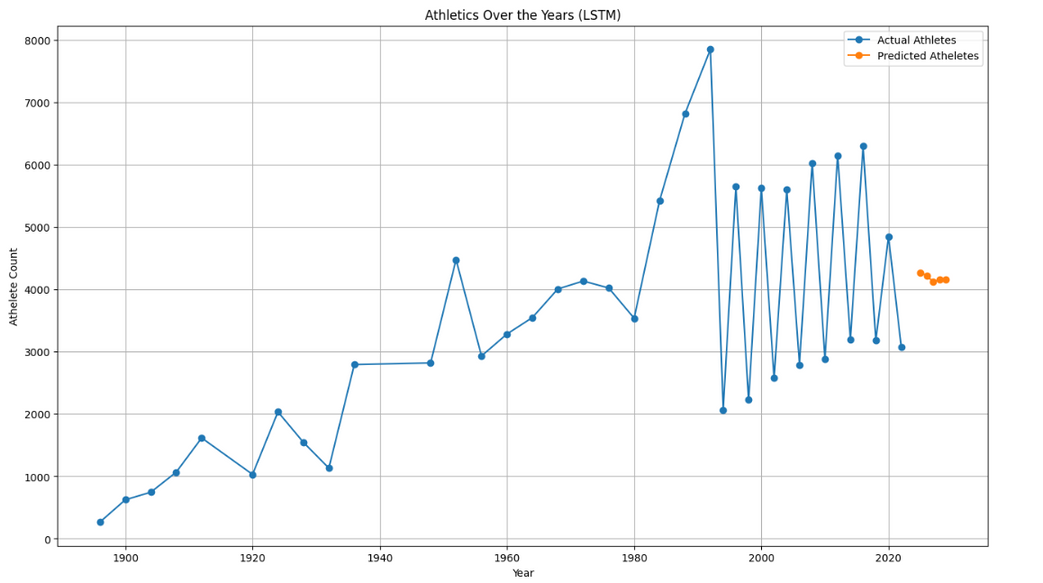 Athletics Over the Years (LSTM)
Actual Athletes
Predicted Atheletes
8000
7000
6000
5000
4000
3000
2000
1000
0
Athelete Count
1900 1920 1940 1960 1980 2000 2020
Year